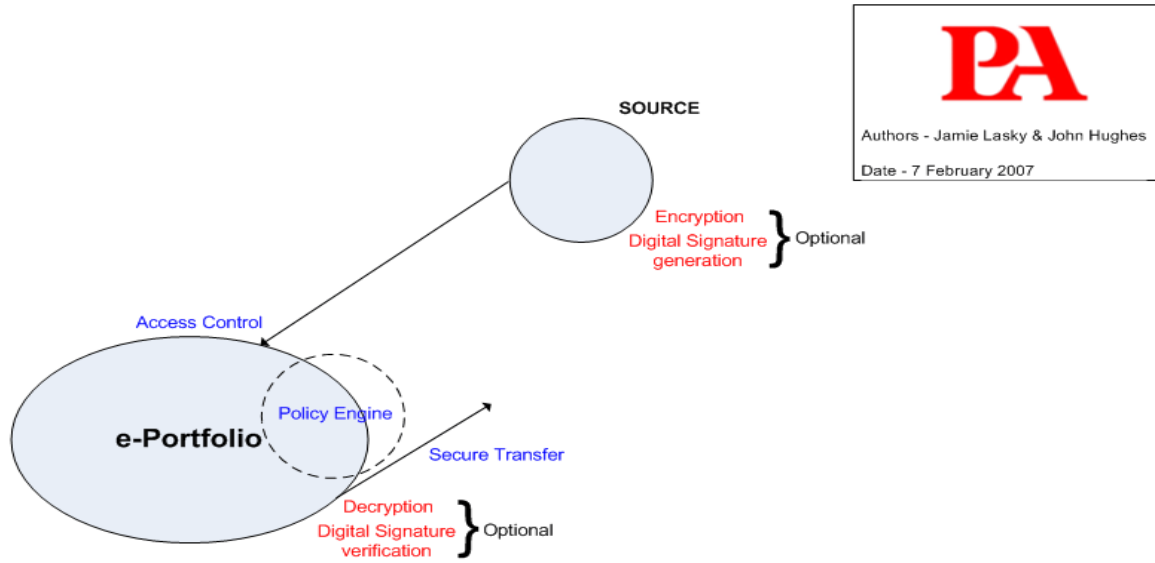 PA
SOURCE
Authors - Jamie Lasky & John Hughes
Date - 7 February 2007
Encryption
Digital Signature
generation
Optional
Access Control
Policy Engine
e-Portfolio
Secure Transfer
Decryption
Digital Signature
verification
Optional